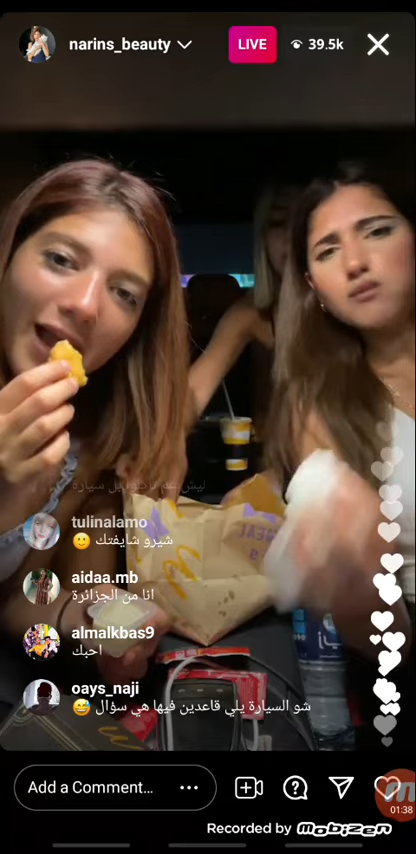 narins_beauty
LIVE
39.5k
tulinalamo
شيرو شايفتك 🙂
aidaa.mb
انا من الجزائرة
almalkbas9
احبك
oays_naji
شو السيارة يلي قاعدين فيها هي سؤال 😅
Add a Comment...
01:38
Recorded by Mobizen